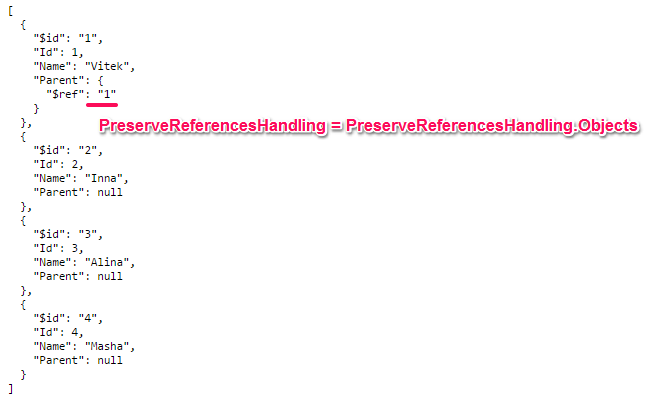 [
  {
    "$id": "1",
    "Id": 1,
    "Name": "Vitek",
    "Parent": {
      "$ref": "1"
    }
  },
PreserveReferencesHandling = PreserveReferencesHandling.Objects
  {
    "$id": "2",
    "Id": 2,
    "Name": "Inna",
    "Parent": null
  },
  {
    "$id": "3",
    "Id": 3,
    "Name": "Alina",
    "Parent": null
  },
  {
    "$id": "4",
    "Id": 4,
    "Name": "Masha",
    "Parent": null
  }
]